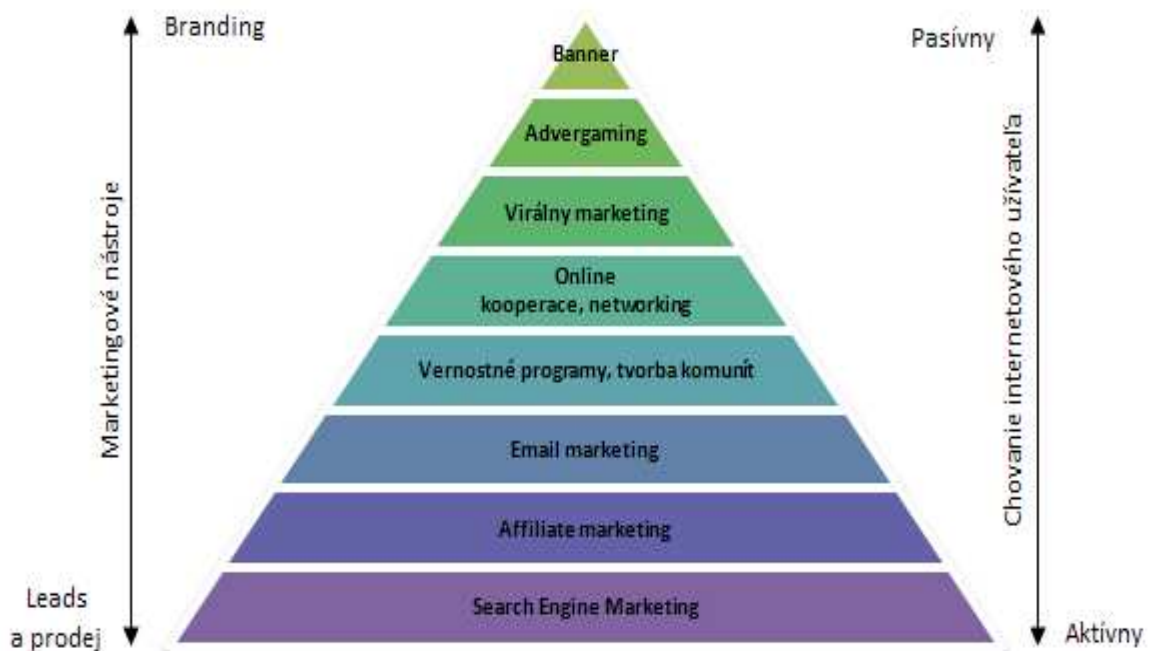 Branding
Pasívny
Banner
Advergaming
Virálny marketing
Online
kooperace, networking
Vernostné programy, tvorba komunít
Email marketing
Affiliate marketing
Search Engine Marketing
Marketingové nástroje
Chovanie internetového užívateľa
Leads
a prodej
Aktívny